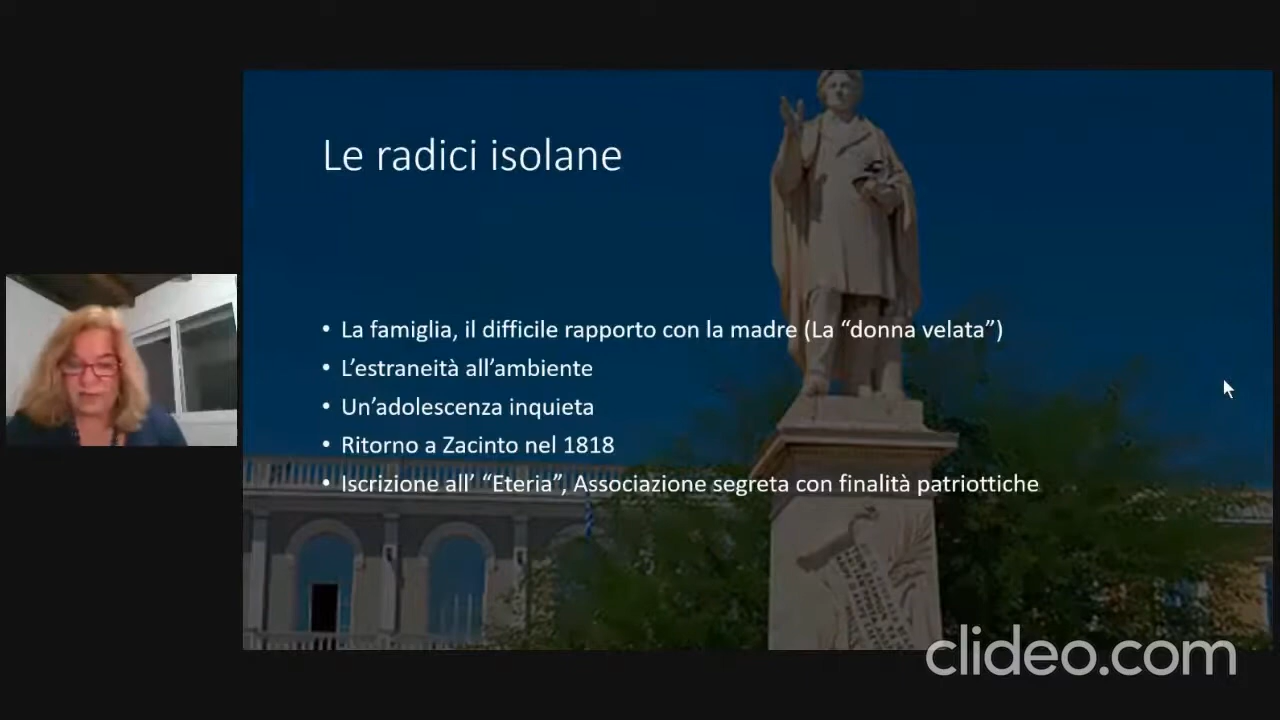 Le radici isolane
• La famiglia, il difficile rapporto con la madre (La “donna velata”)
• L’estraneità all’ambiente
• Un’adolescenza inquieta
• Ritorno a Zacinto nel 1818
• Iscrizione all’ “Eteria”, Associazione segreta con finalità patriottiche
clideo.com